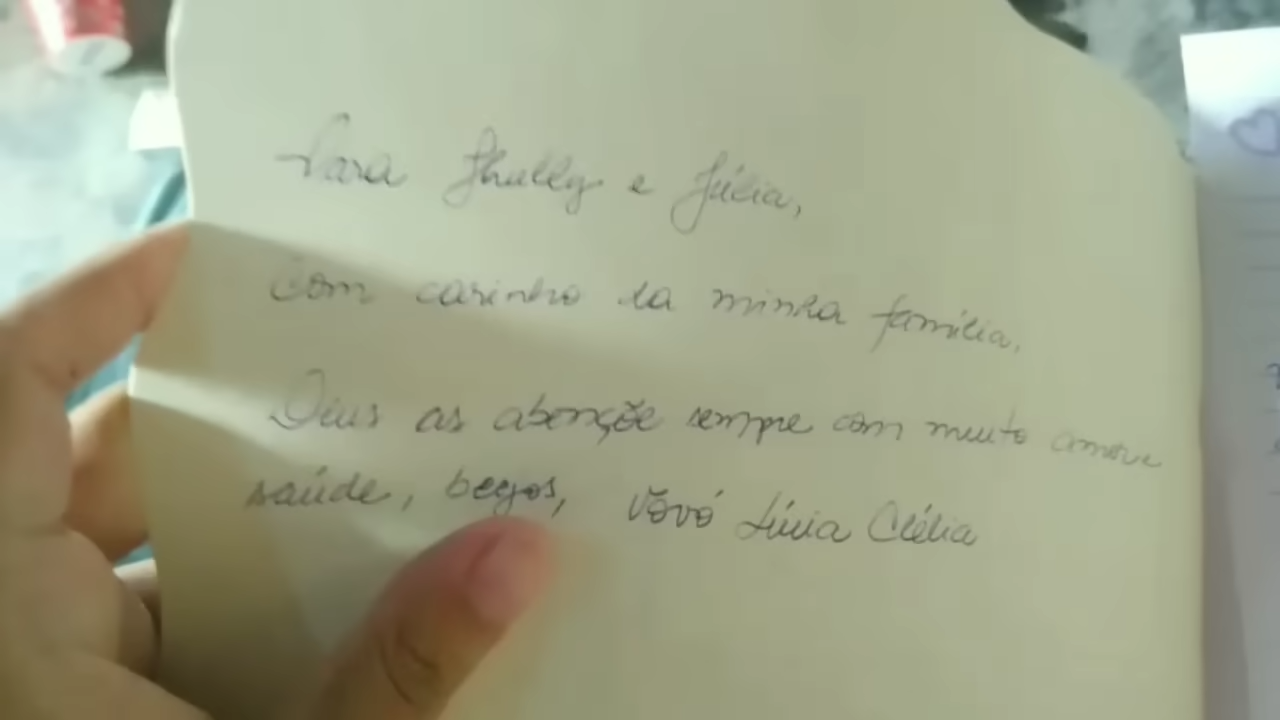 Para Shelly e Júlia,
Com carinho da minha família.
Deus as abençõe sempre com muito amor e
saúde, beijos, Vovó Lúcia Clélia